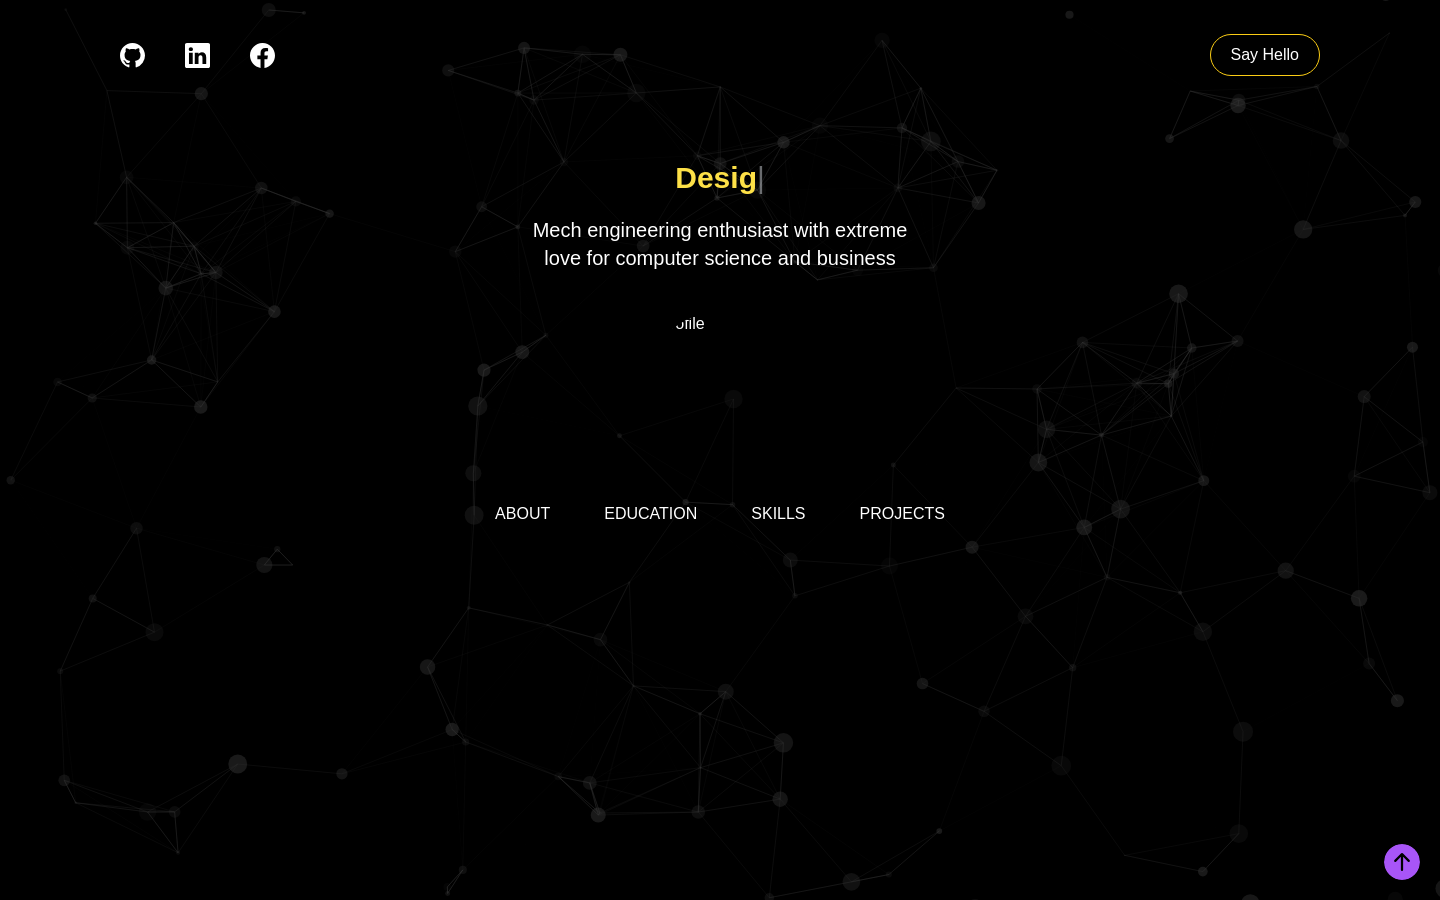 Say Hello
Desig
Mech engineering enthusiast with extreme
love for computer science and business
ofile
ABOUT EDUCATION SKILLS PROJECTS